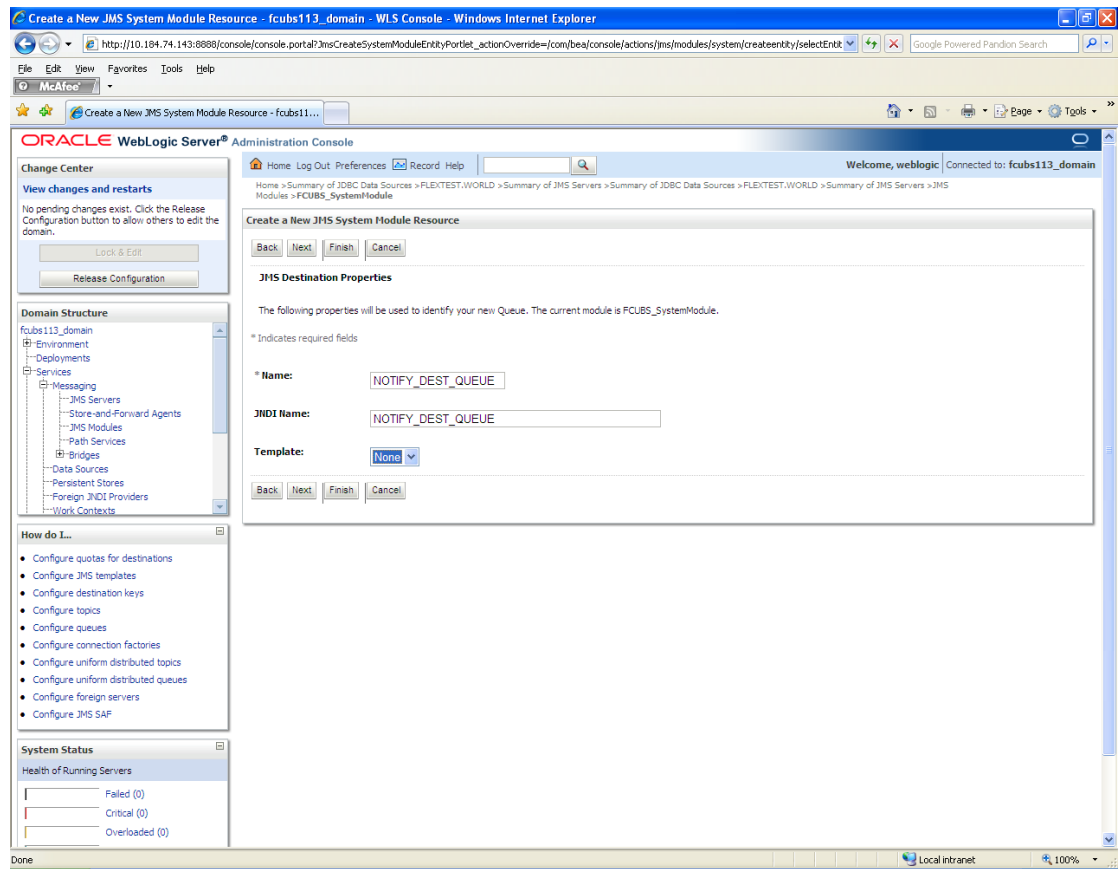 Create a New JMS System Module Resource - fcubs113_domain - WLS Console - Windows Internet Explorer
http://10.184.74.143:8888/console/console.portal?JmsCreateSystemModuleEntityPortlet_actionOverride=/com/bea/console/actions/jms/modules/system/createentity/selectEntit
Google Powered Pandion Search
File Edit View Favorites Tools Help
McAfee
Create a New JMS System Module Resource - fcubs11...
Page Tools »
ORACLE WebLogic Server® Administration Console
Change Center
View changes and restarts
No pending changes exist. Click the Release
Configuration button to allow others to edit the
domain.
Lock & Edit
Release Configuration
Domain Structure
fcubs113_domain
Environment
Deployments
Services
Messaging
JMS Servers
Store-and-Forward Agents
JMS Modules
Path Services
Bridges
Data Sources
Persistent Stores
Foreign JNDI Providers
Work Contexts
How do I...
Configure quotas for destinations
Configure JMS templates
Configure destination keys
Configure topics
Configure queues
Configure connection factories
Configure uniform distributed topics
Configure uniform distributed queues
Configure foreign servers
Configure JMS SAF
System Status
Health of Running Servers
Failed (0)
Critical (0)
Overloaded (0)
Home Log Out Preferences Record Help
Welcome, weblogic Connected to: fcubs113_domain
Home >Summary of JDBC Data Sources >FLEXTEST.WORLD >Summary of JMS Servers >Summary of JDBC Data Sources >FLEXTEST.WORLD >Summary of JMS Servers >JMS
Modules >FCUBS_SystemModule
Create a New JMS System Module Resource
Back Next Finish Cancel
JMS Destination Properties
The following properties will be used to identify your new Queue. The current module is FCUBS_SystemModule.
* Indicates required fields
* Name: NOTIFY_DEST_QUEUE
JNDI Name: NOTIFY_DEST_QUEUE
Template: None
Back Next Finish Cancel
Done
Local intranet
100%